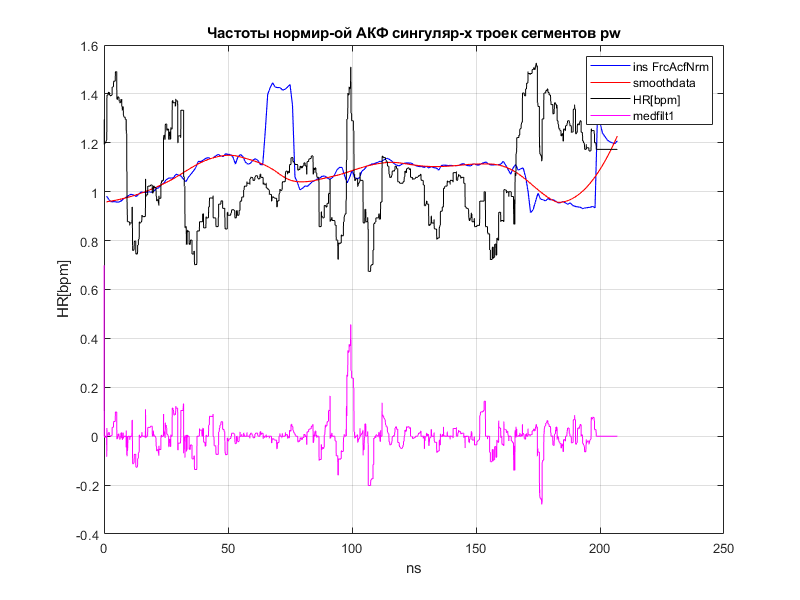 Частоты нормир-ой АКФ сингуляр-х троек сегментов pw
ins FrcAcfNrm
smoothdata
HR[bpm]
medfilt1
1.6
1.4
1.2
1
0.8
0.6
0.4
0.2
0
-0.2
-0.4
HR[bpm]
0 50 100 150 200 250
ns